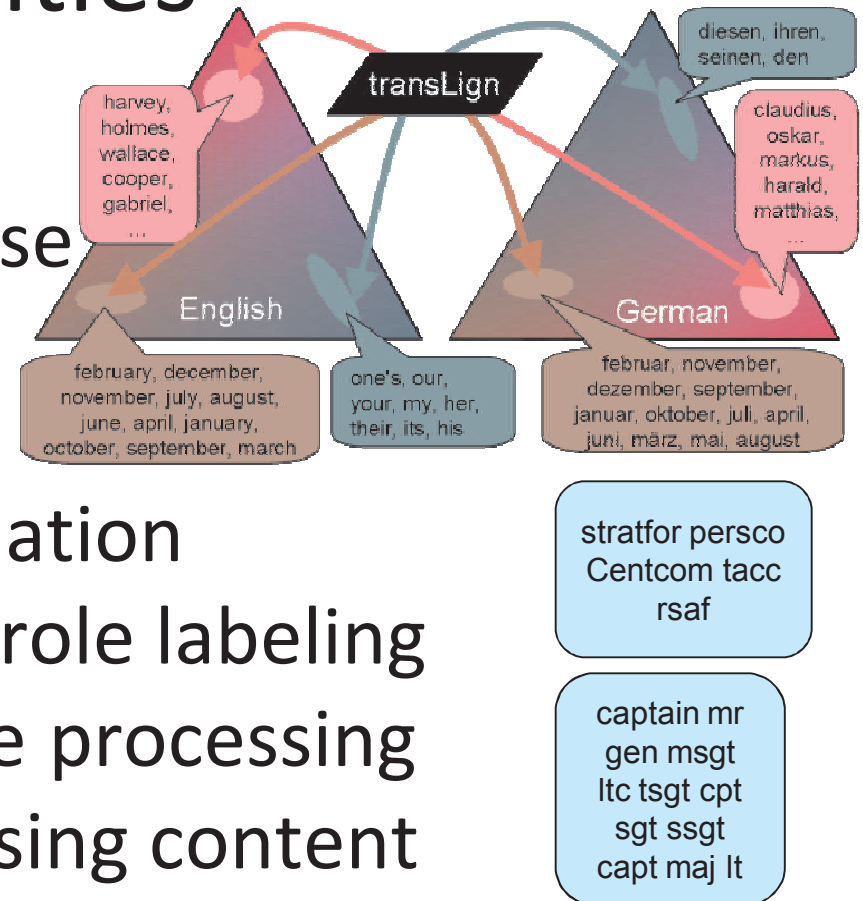 ities
transLign
harvey,
holmes,
wallace,
cooper,
gabriel,
...
diesen, ihren,
seinen, den
claudius,
oskar,
markus,
harald,
matthias,
...
se
English
German
february, december,
november, july, august,
june, april, january,
october, september, march
one's, our,
your, my, her,
their, its, his
februar, november,
dezember, september,
januar, oktober, juli, april,
juni, märz, mai, august
ation
role labeling
e processing
sing content
stratfor persco
Centcom tacc
rsaf
captain mr
gen msgt
ltc tsgt cpt
sgt ssgt
capt maj lt